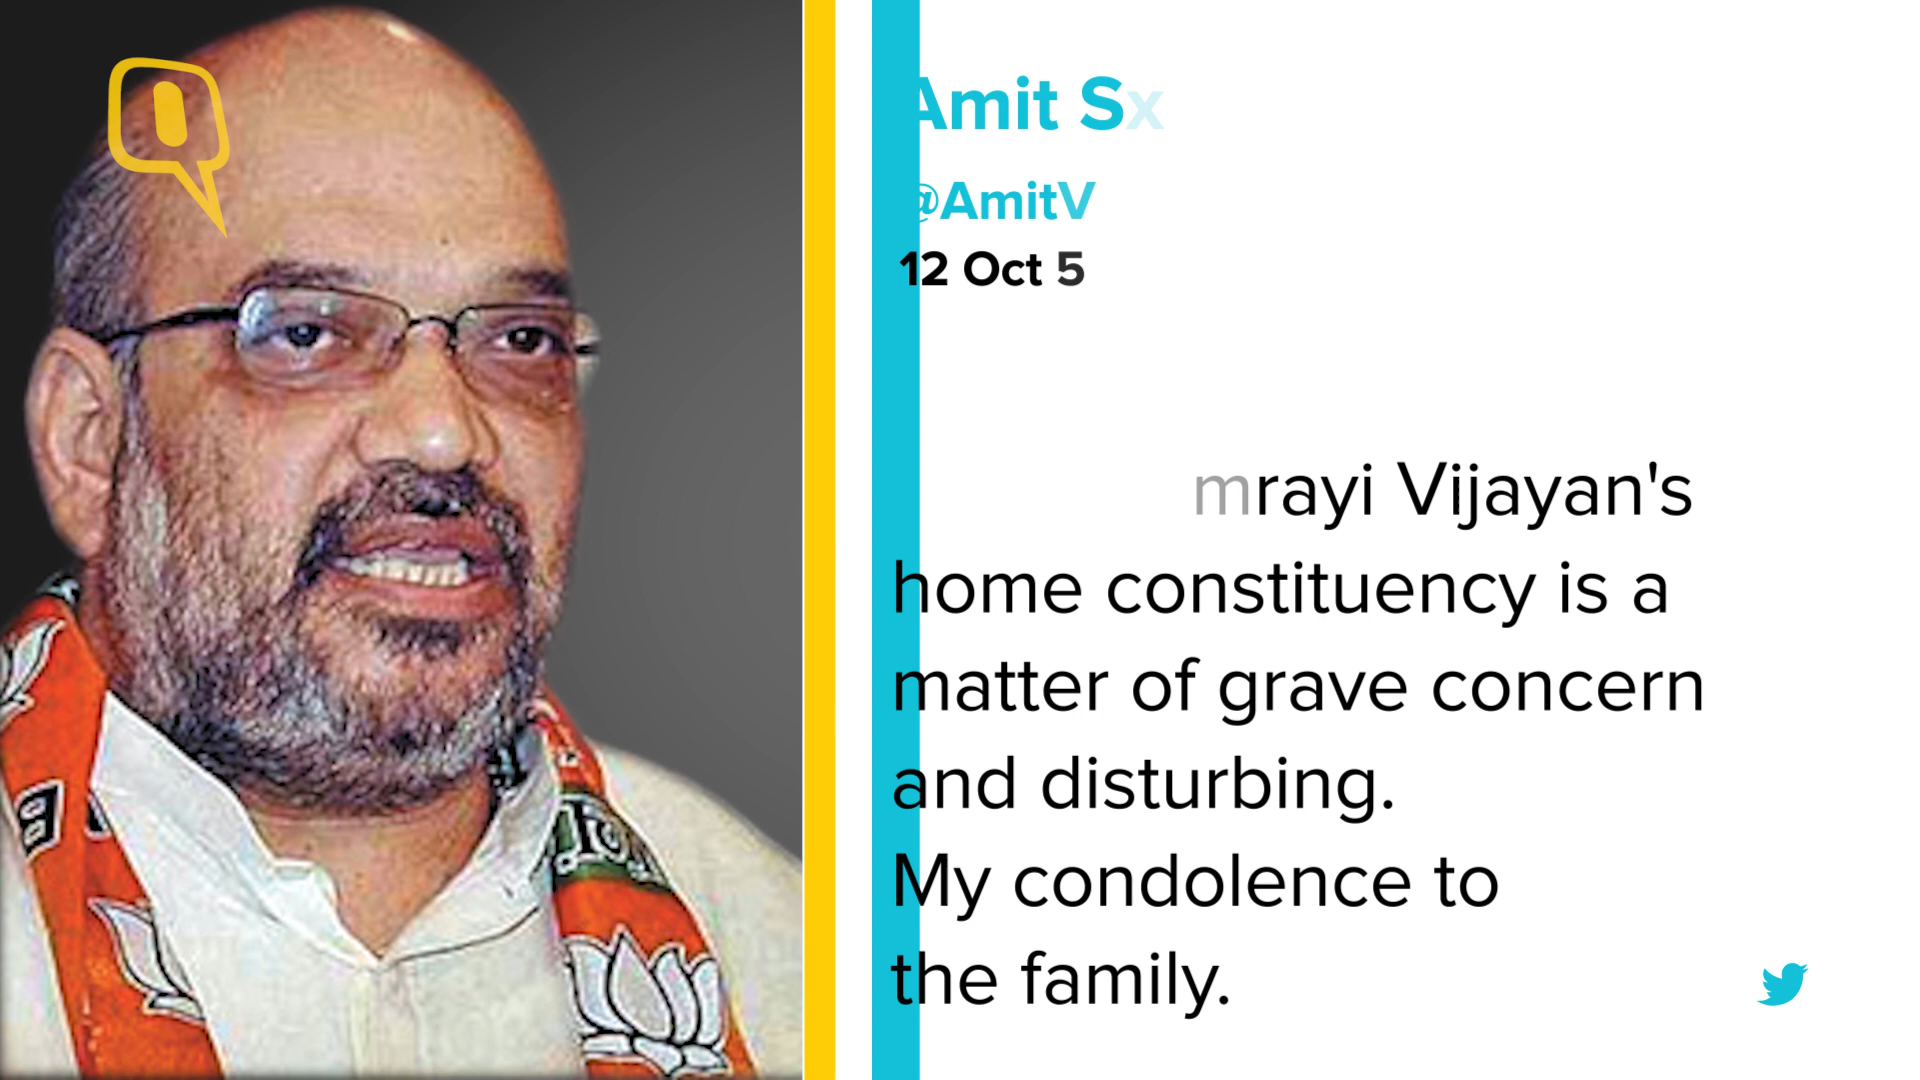 Amit Sx
@AmitV
12 Oct 5
mrayi Vijayan's
home constituency is a
matter of grave concern
and disturbing.
My condolence to
the family.